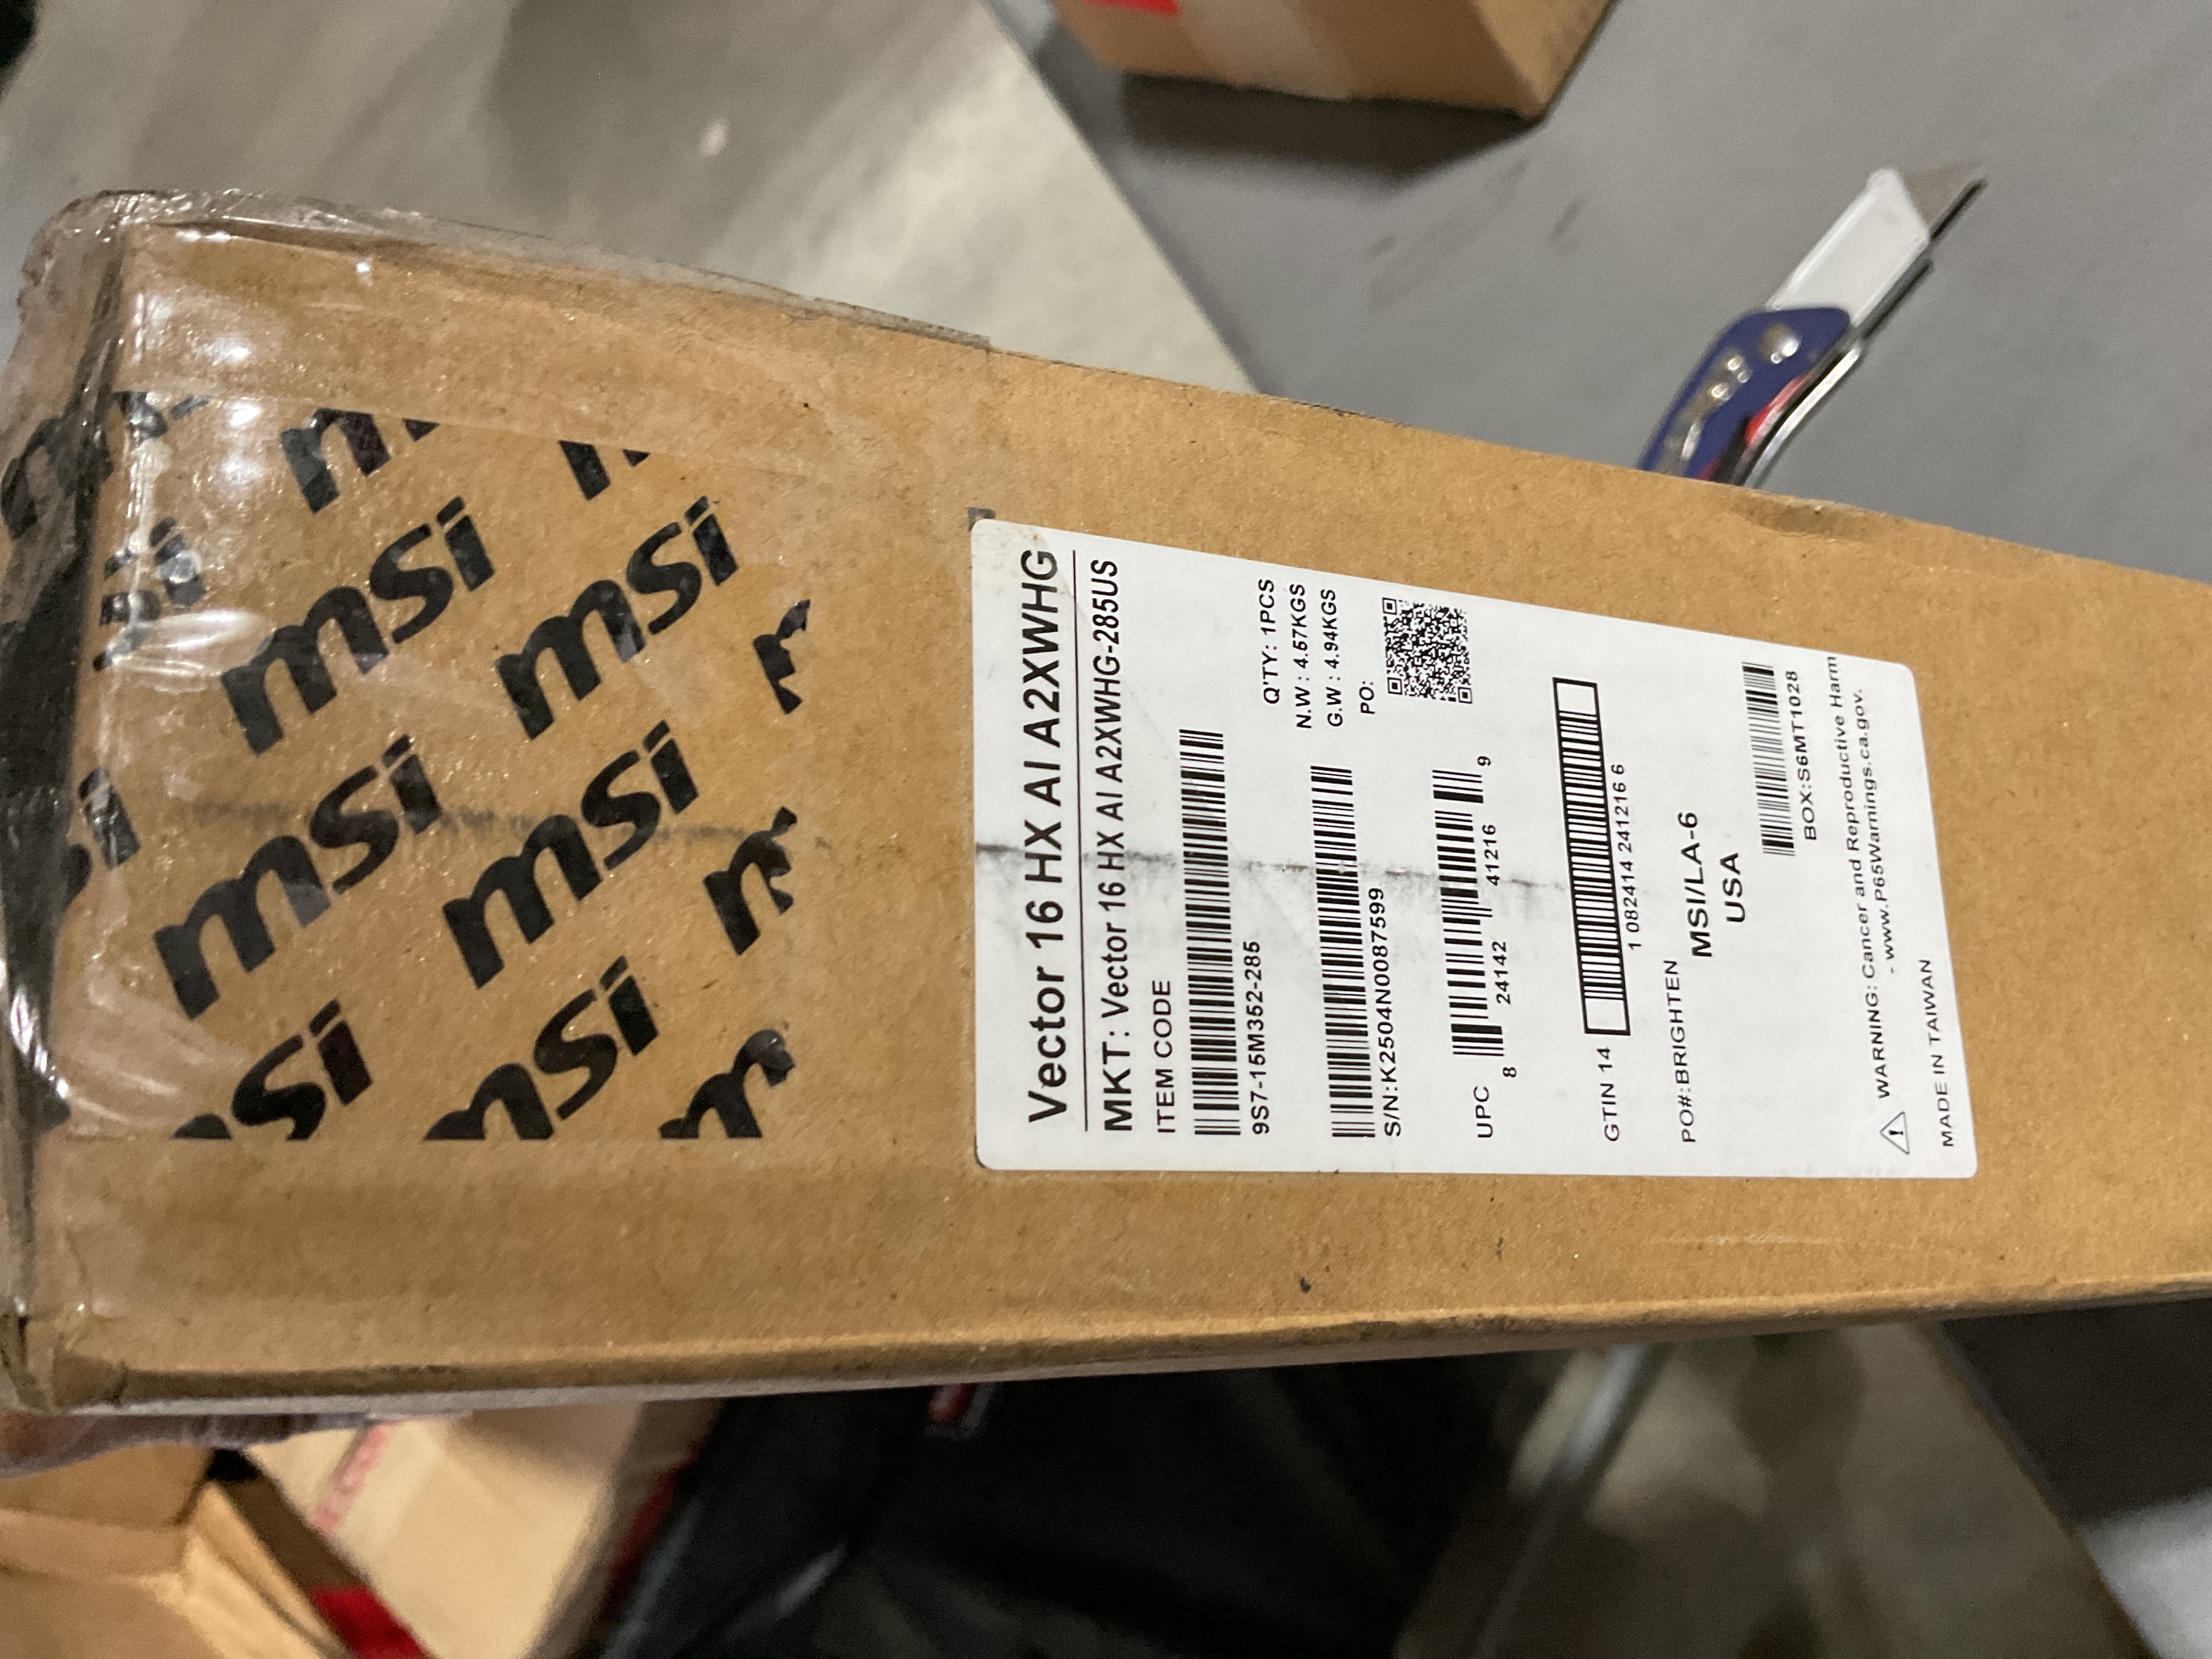 msi
msi
msi
msi
msi
msi
Vector 16 HX AI A2XWHG
MKT: Vector 16 HX AI A2XWHG-285US
ITEM CODE
9S7-15M352-285
Q'TY: 1PCS
N.W : 4.57KGS
G.W : 4.94KGS
PO:
S/N:K2504N0087599
UPC
8 24142 41216 9
GTIN 14
1 082414 241216 6
PO#:BRIGHTEN
MSI/LA-6
USA
BOX:S6MT1028
WARNING: Cancer and Reproductive Harm
- www.P65Warnings.ca.gov.
MADE IN TAIWAN